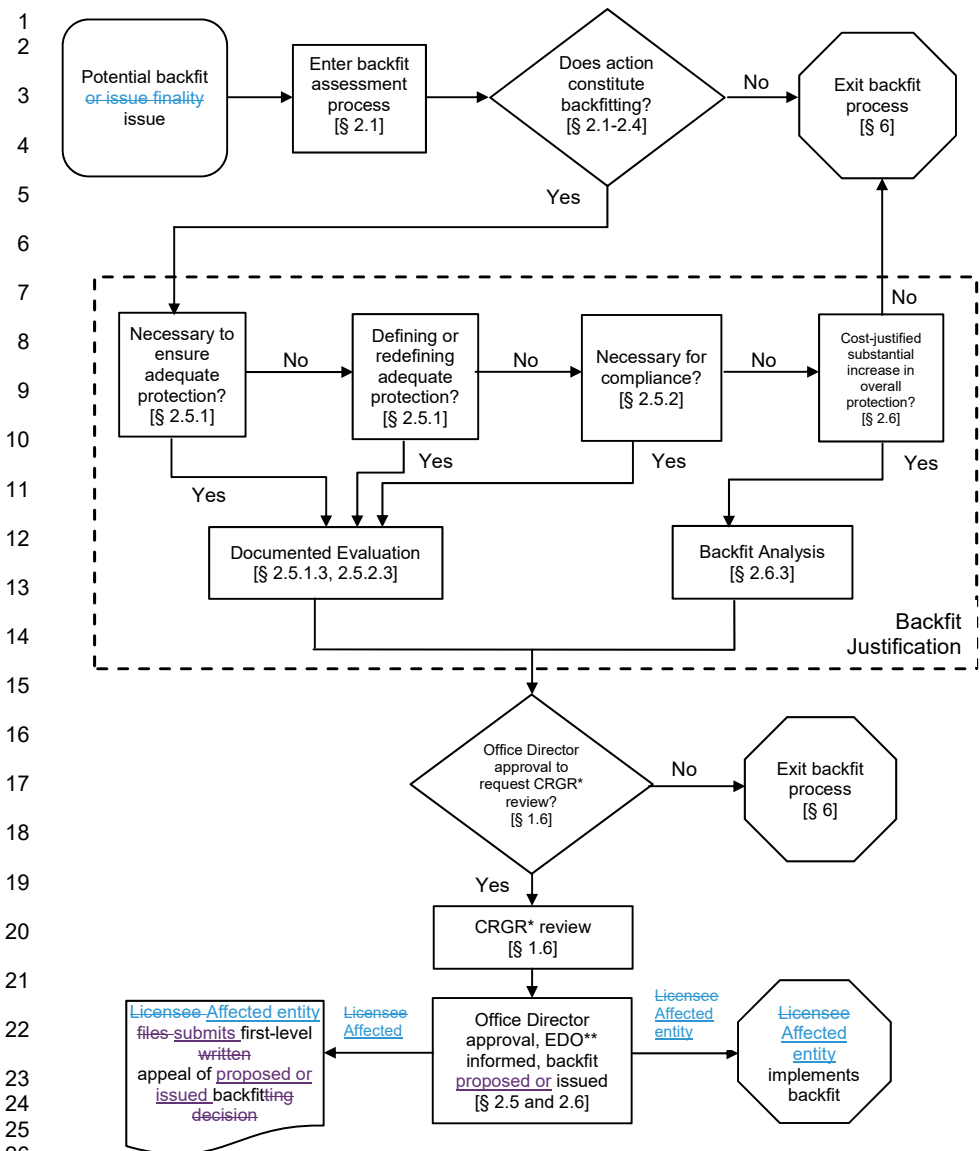 1
2
3
4
5
6
7
8
9
10
11
12
13
14
15
16
17
18
19
20
21
22
23
24
25
Potential backfit
or issue finality
issue
Enter backfit
assessment
process
[§ 2.1]
Does action
constitute
backfitting?
[§ 2.1-2.4]
No
Exit backfit
process
[§ 6]
Yes
Necessary to
ensure
adequate
protection?
[§ 2.5.1]
No
Defining or
redefining
adequate
protection?
[§ 2.5.1]
No
Necessary for
compliance?
[§ 2.5.2]
No
Cost-justified
substantial
increase in
overall
protection?
[§ 2.6]
No
Yes
Yes
Yes
Yes
Documented Evaluation
[§ 2.5.1.3, 2.5.2.3]
Backfit Analysis
[§ 2.6.3]
Backfit
Justification
Office Director
approval to
request CRGR*
review?
[§ 1.6]
No
Exit backfit
process
[§ 6]
Yes
CRGR* review
[§ 1.6]
Licensee Affected entity
files submits first-level
written
appeal of proposed or
issued backfitting
decision
Licensee
Affected
Office Director
approval, EDO**
informed, backfit
proposed or issued
[§ 2.5 and 2.6]
Licensee
Affected
entity
Licensee
Affected
entity
implements
backfit